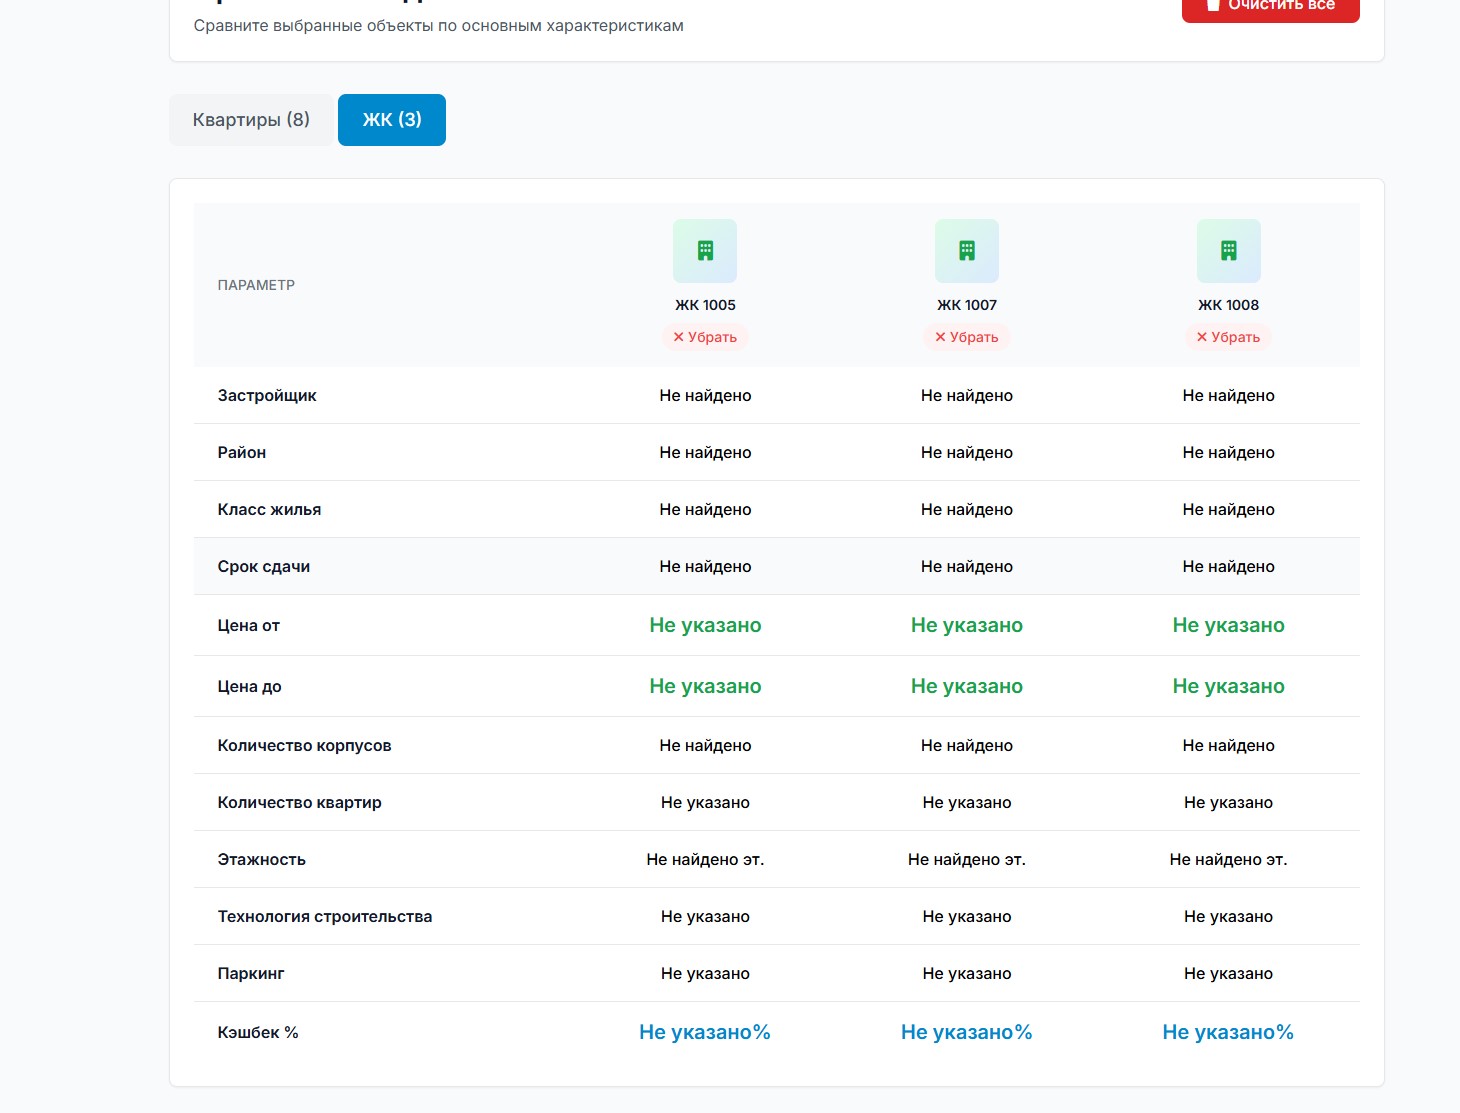 Сравните выбранные объекты по основным характеристикам
Очистить все
Квартиры (8)
ЖК (3)
ПАРАМЕТР
ЖК 1005
ЖК 1007
ЖК 1008
Убрать
Убрать
Убрать
Застройщик Не найдено Не найдено Не найдено
Район Не найдено Не найдено Не найдено
Класс жилья Не найдено Не найдено Не найдено
Срок сдачи Не найдено Не найдено Не найдено
Цена от Не указано Не указано Не указано
Цена до Не указано Не указано Не указано
Количество корпусов Не найдено Не найдено Не найдено
Количество квартир Не указано Не указано Не указано
Этажность Не найдено эт. Не найдено эт. Не найдено эт.
Технология строительства Не указано Не указано Не указано
Паркинг Не указано Не указано Не указано
Кэшбек % Не указано% Не указано% Не указано%